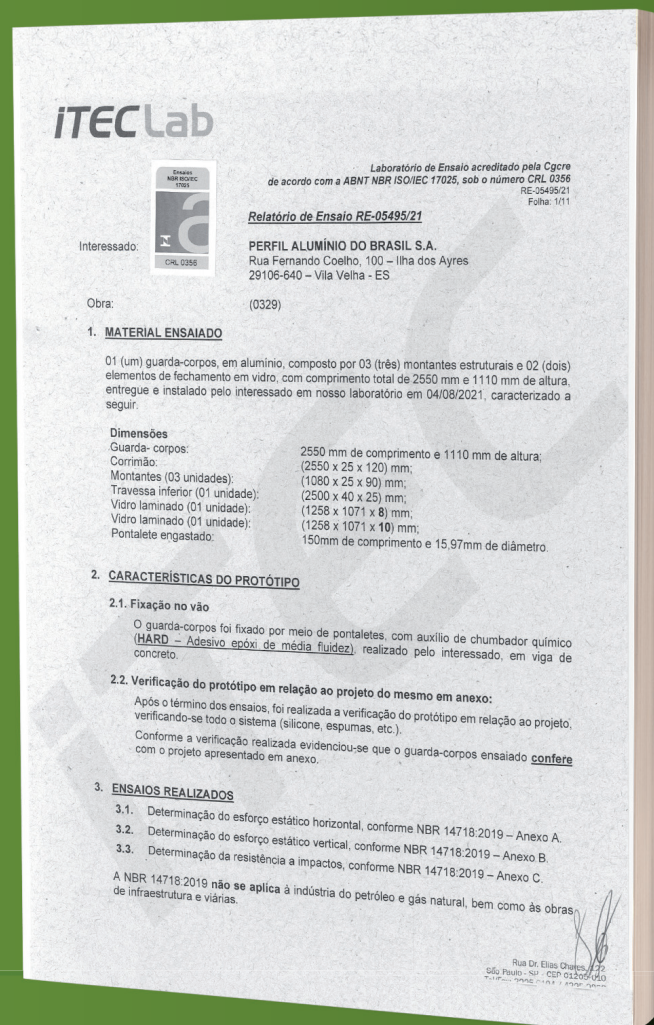 iTECLab
Ensaios
NBR ISO/IEC
17025
CRL 0356
Laboratório de Ensaio acreditado pela Cgcre
de acordo com a ABNT NBR ISO/IEC 17025, sob o número CRL 0356
RE-05495/21
Folha: 1/11
Relatório de Ensaio RE-05495/21
Interessado: PERFIL ALUMÍNIO DO BRASIL S.A.
Rua Fernando Coelho, 100 – Ilha dos Ayres
29106-640 – Vila Velha - ES
Obra: (0329)
1. MATERIAL ENSAIADO
01 (um) guarda-corpos, em alumínio, composto por 03 (três) montantes estruturais e 02 (dois)
elementos de fechamento em vidro, com comprimento total de 2550 mm e 1110 mm de altura,
entregue e instalado pelo interessado em nosso laboratório em 04/08/2021, caracterizado a
seguir.
Dimensões
Guarda- corpos: 2550 mm de comprimento e 1110 mm de altura;
Corrimão: (2550 x 25 x 120) mm;
Montantes (03 unidades): (1080 x 25 x 90) mm;
Travessa inferior (01 unidade): (2500 x 40 x 25) mm;
Vidro laminado (01 unidade): (1258 x 1071 x 8) mm;
Vidro laminado (01 unidade): (1258 x 1071 x 10) mm;
Pontalete engastado: 150mm de comprimento e 15,97mm de diâmetro.
2. CARACTERÍSTICAS DO PROTÓTIPO
2.1. Fixação no vão
O guarda-corpos foi fixado por meio de pontaletes, com auxílio de chumbador químico
(HARD – Adesivo epóxi de média fluidez), realizado pelo interessado, em viga de
concreto.
2.2. Verificação do protótipo em relação ao projeto do mesmo em anexo:
Após o término dos ensaios, foi realizada a verificação do protótipo em relação ao projeto,
verificando-se todo o sistema (silicone, espumas, etc.).
Conforme a verificação realizada evidenciou-se que o guarda-corpos ensaiado confere
com o projeto apresentado em anexo.
3. ENSAIOS REALIZADOS
3.1. Determinação do esforço estático horizontal, conforme NBR 14718:2019 – Anexo A.
3.2. Determinação do esforço estático vertical, conforme NBR 14718:2019 – Anexo B.
3.3. Determinação da resistência a impactos, conforme NBR 14718:2019 – Anexo C.
A NBR 14718:2019 não se aplica à indústria do petróleo e gás natural, bem como às obras
de infraestrutura e viárias.
Rua Dr. Elias Chaves, 122
São Paulo - SP - CEP 01205-010